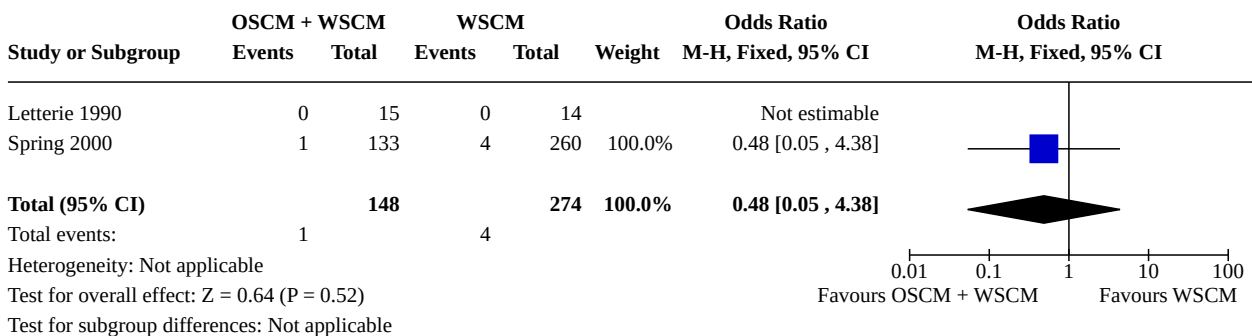 OSCM + WSCM WSCM Odds Ratio Odds Ratio
Study or Subgroup Events Total Events Total Weight M-H, Fixed, 95% CI M-H, Fixed, 95% CI
Letterie 1990 0 15 0 14 Not estimable
Spring 2000 1 133 4 260 100.0% 0.48 [0.05 , 4.38]
Total (95% CI) 148 274 100.0% 0.48 [0.05 , 4.38]
Total events: 1 4
Heterogeneity: Not applicable
0.01 0.1 1 10 100
Test for overall effect: Z = 0.64 (P = 0.52) Favours OSCM + WSCM Favours WSCM
Test for subgroup differences: Not applicable